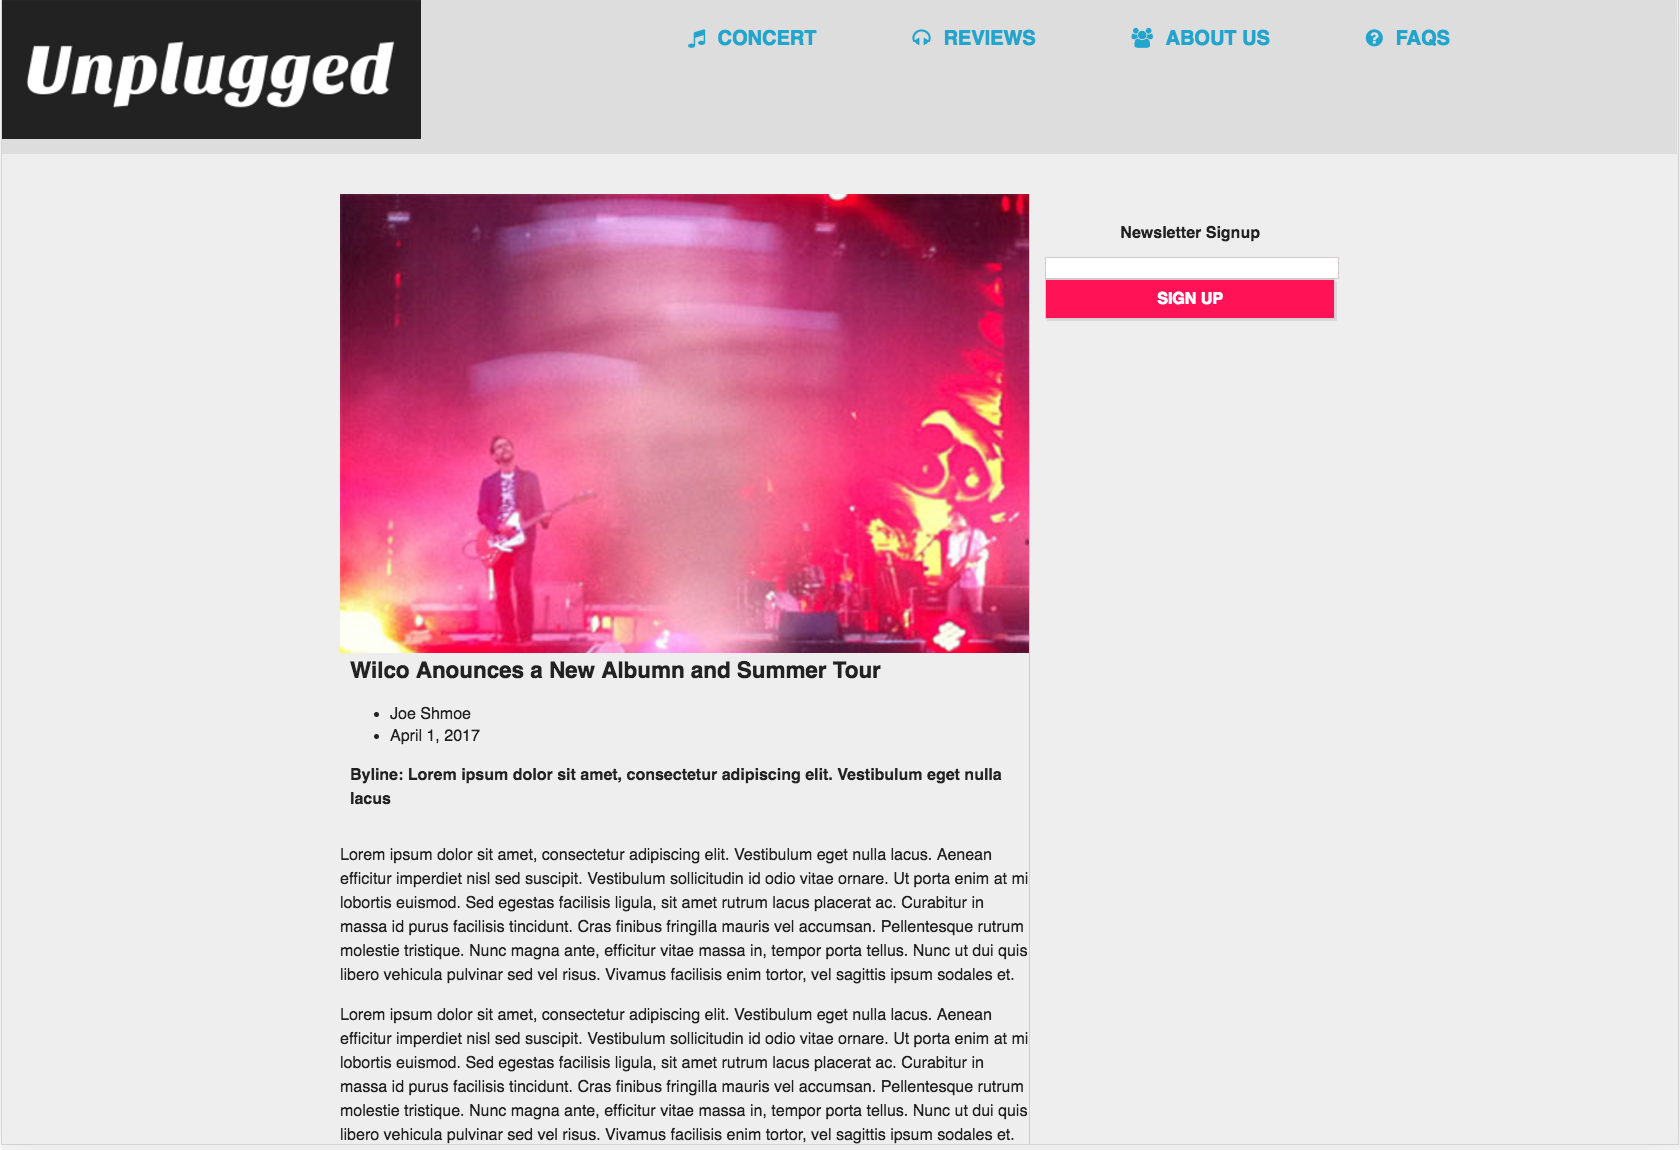 Unplugged
CONCERT
REVIEWS
ABOUT US
FAQS
Newsletter Signup
SIGN UP
Wilco Anounces a New Albumn and Summer Tour
Joe Shmoe
April 1, 2017
Byline: Lorem ipsum dolor sit amet, consectetur adipiscing elit. Vestibulum eget nulla
lacus
Lorem ipsum dolor sit amet, consectetur adipiscing elit. Vestibulum eget nulla lacus. Aenean
efficitur imperdiet nisl sed suscipit. Vestibulum sollicitudin id odio vitae ornare. Ut porta enim at mi
lobortis euismod. Sed egestas facilisis ligula, sit amet rutrum lacus placerat ac. Curabitur in
massa id purus facilisis tincidunt. Cras finibus fringilla mauris vel accumsan. Pellentesque rutrum
molestie tristique. Nunc magna ante, efficitur vitae massa in, tempor porta tellus. Nunc ut dui quis
libero vehicula pulvinar sed vel risus. Vivamus facilisis enim tortor, vel sagittis ipsum sodales et.
Lorem ipsum dolor sit amet, consectetur adipiscing elit. Vestibulum eget nulla lacus. Aenean
efficitur imperdiet nisl sed suscipit. Vestibulum sollicitudin id odio vitae ornare. Ut porta enim at mi
lobortis euismod. Sed egestas facilisis ligula, sit amet rutrum lacus placerat ac. Curabitur in
massa id purus facilisis tincidunt. Cras finibus fringilla mauris vel accumsan. Pellentesque rutrum
molestie tristique. Nunc magna ante, efficitur vitae massa in, tempor porta tellus. Nunc ut dui quis
libero vehicula pulvinar sed vel risus. Vivamus facilisis enim tortor, vel sagittis ipsum sodales et.